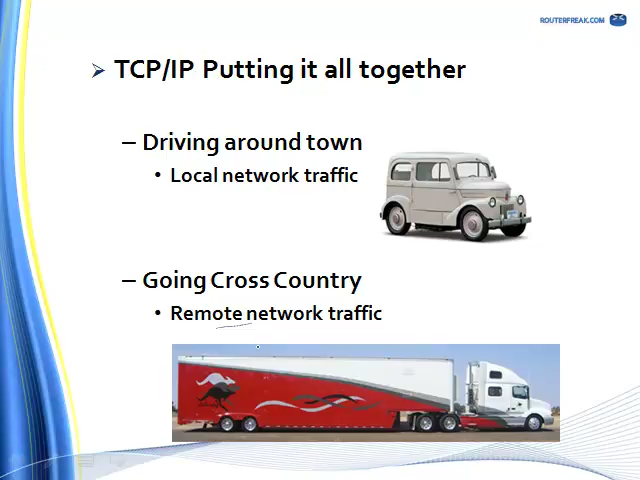 ROUTERFREAK.COM
TCP/IP Putting it all together
– Driving around town
• Local network traffic
– Going Cross Country
• Remote network traffic